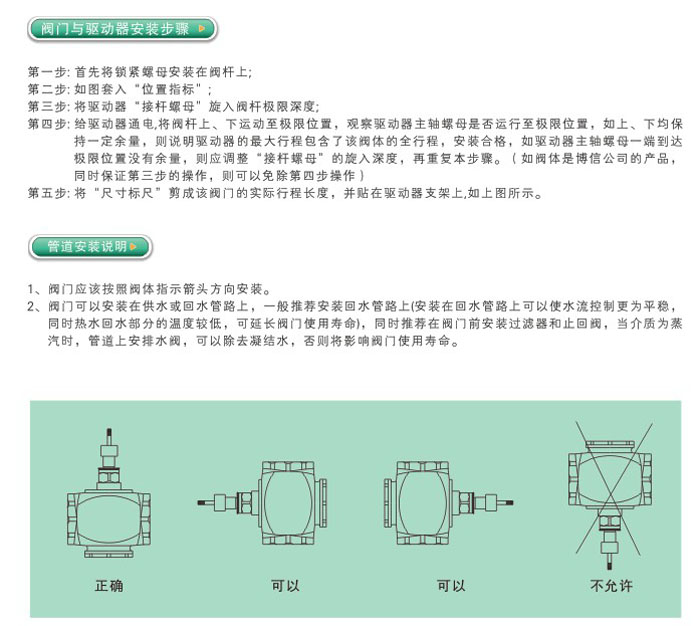 阀门与驱动器安装步骤
第一步: 首先将锁紧螺母安装在阀杆上;
第二步: 如图套入“位置指标”;
第三步: 将驱动器“接杆螺母”旋入阀杆极限深度;
第四步: 给驱动器通电,将阀杆上、下运动至极限位置，观察驱动器主轴螺母是否运行至极限位置，如上、下均保
持一定余量，则说明驱动器的最大行程包含了该阀体的全行程，安装合格，如驱动器主轴螺母一端到达
极限位置没有余量，则应调整“接杆螺母”的旋入深度，再重复本步骤。（如阀体是博信公司的产品，
同时保证第三步的操作，则可以免除第四步操作）
第五步: 将“尺寸标尺”剪成该阀门的实际行程长度，并贴在驱动器支架上,如上图所示。
管道安装说明
1、阀门应该按照阀体指示箭头方向安装。
2、阀门可以安装在供水或回水管路上，一般推荐安装回水管路上(安装在回水管路上可以使水流控制更为平稳，
同时热水回水部分的温度较低，可延长阀门使用寿命)，同时推荐在阀门前安装过滤器和止回阀，当介质为蒸
汽时，管道上安排水阀，可以除去凝结水，否则将影响阀门使用寿命。
正确 可以 可以 不允许